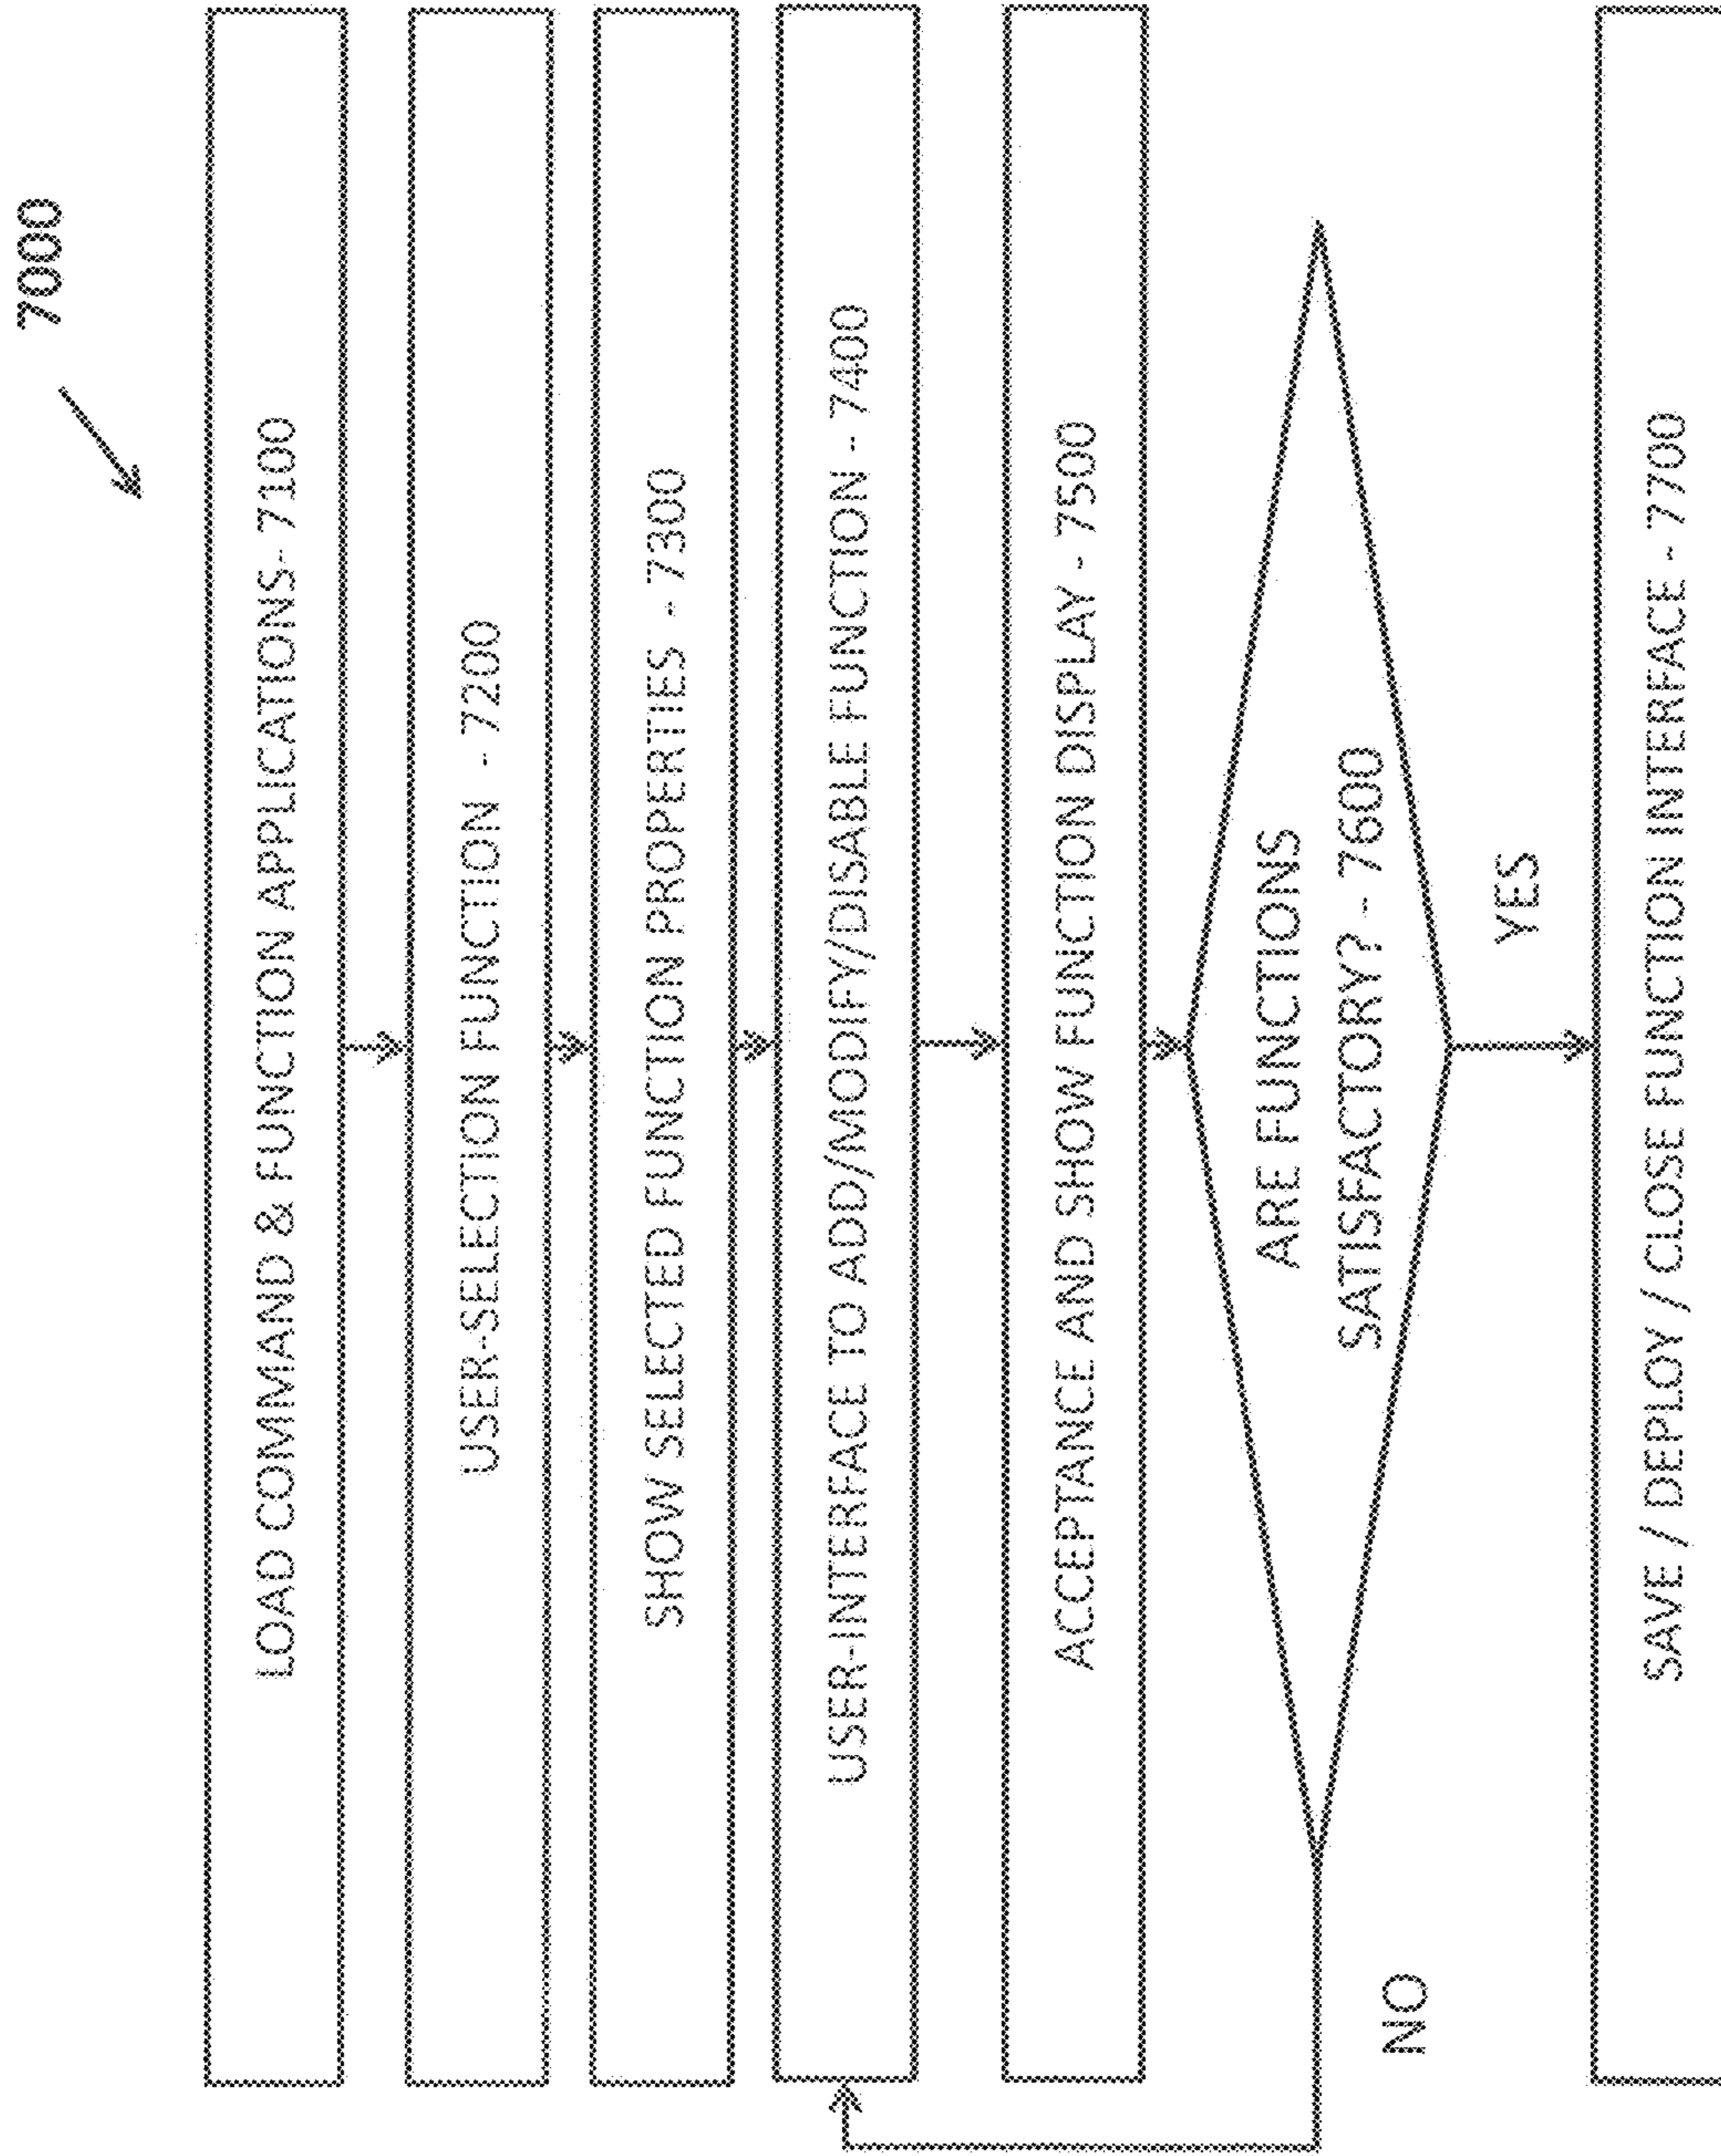 7000
LOAD COMMAND & FUNCTION APPLICATIONS- 7100
USER-SELECTION FUNCTION - 7200
SHOW SELECTED FUNCTION PROPERTIES - 7300
USER-INTERFACE TO ADD/MODIFY/DISABLE FUNCTION - 7400
ACCEPTANCE AND SHOW FUNCTION DISPLAY - 7500
ARE FUNCTIONS
SATISFACTORY? - 7600
NO
YES
SAVE / DEPLOY / CLOSE FUNCTION INTERFACE - 7700